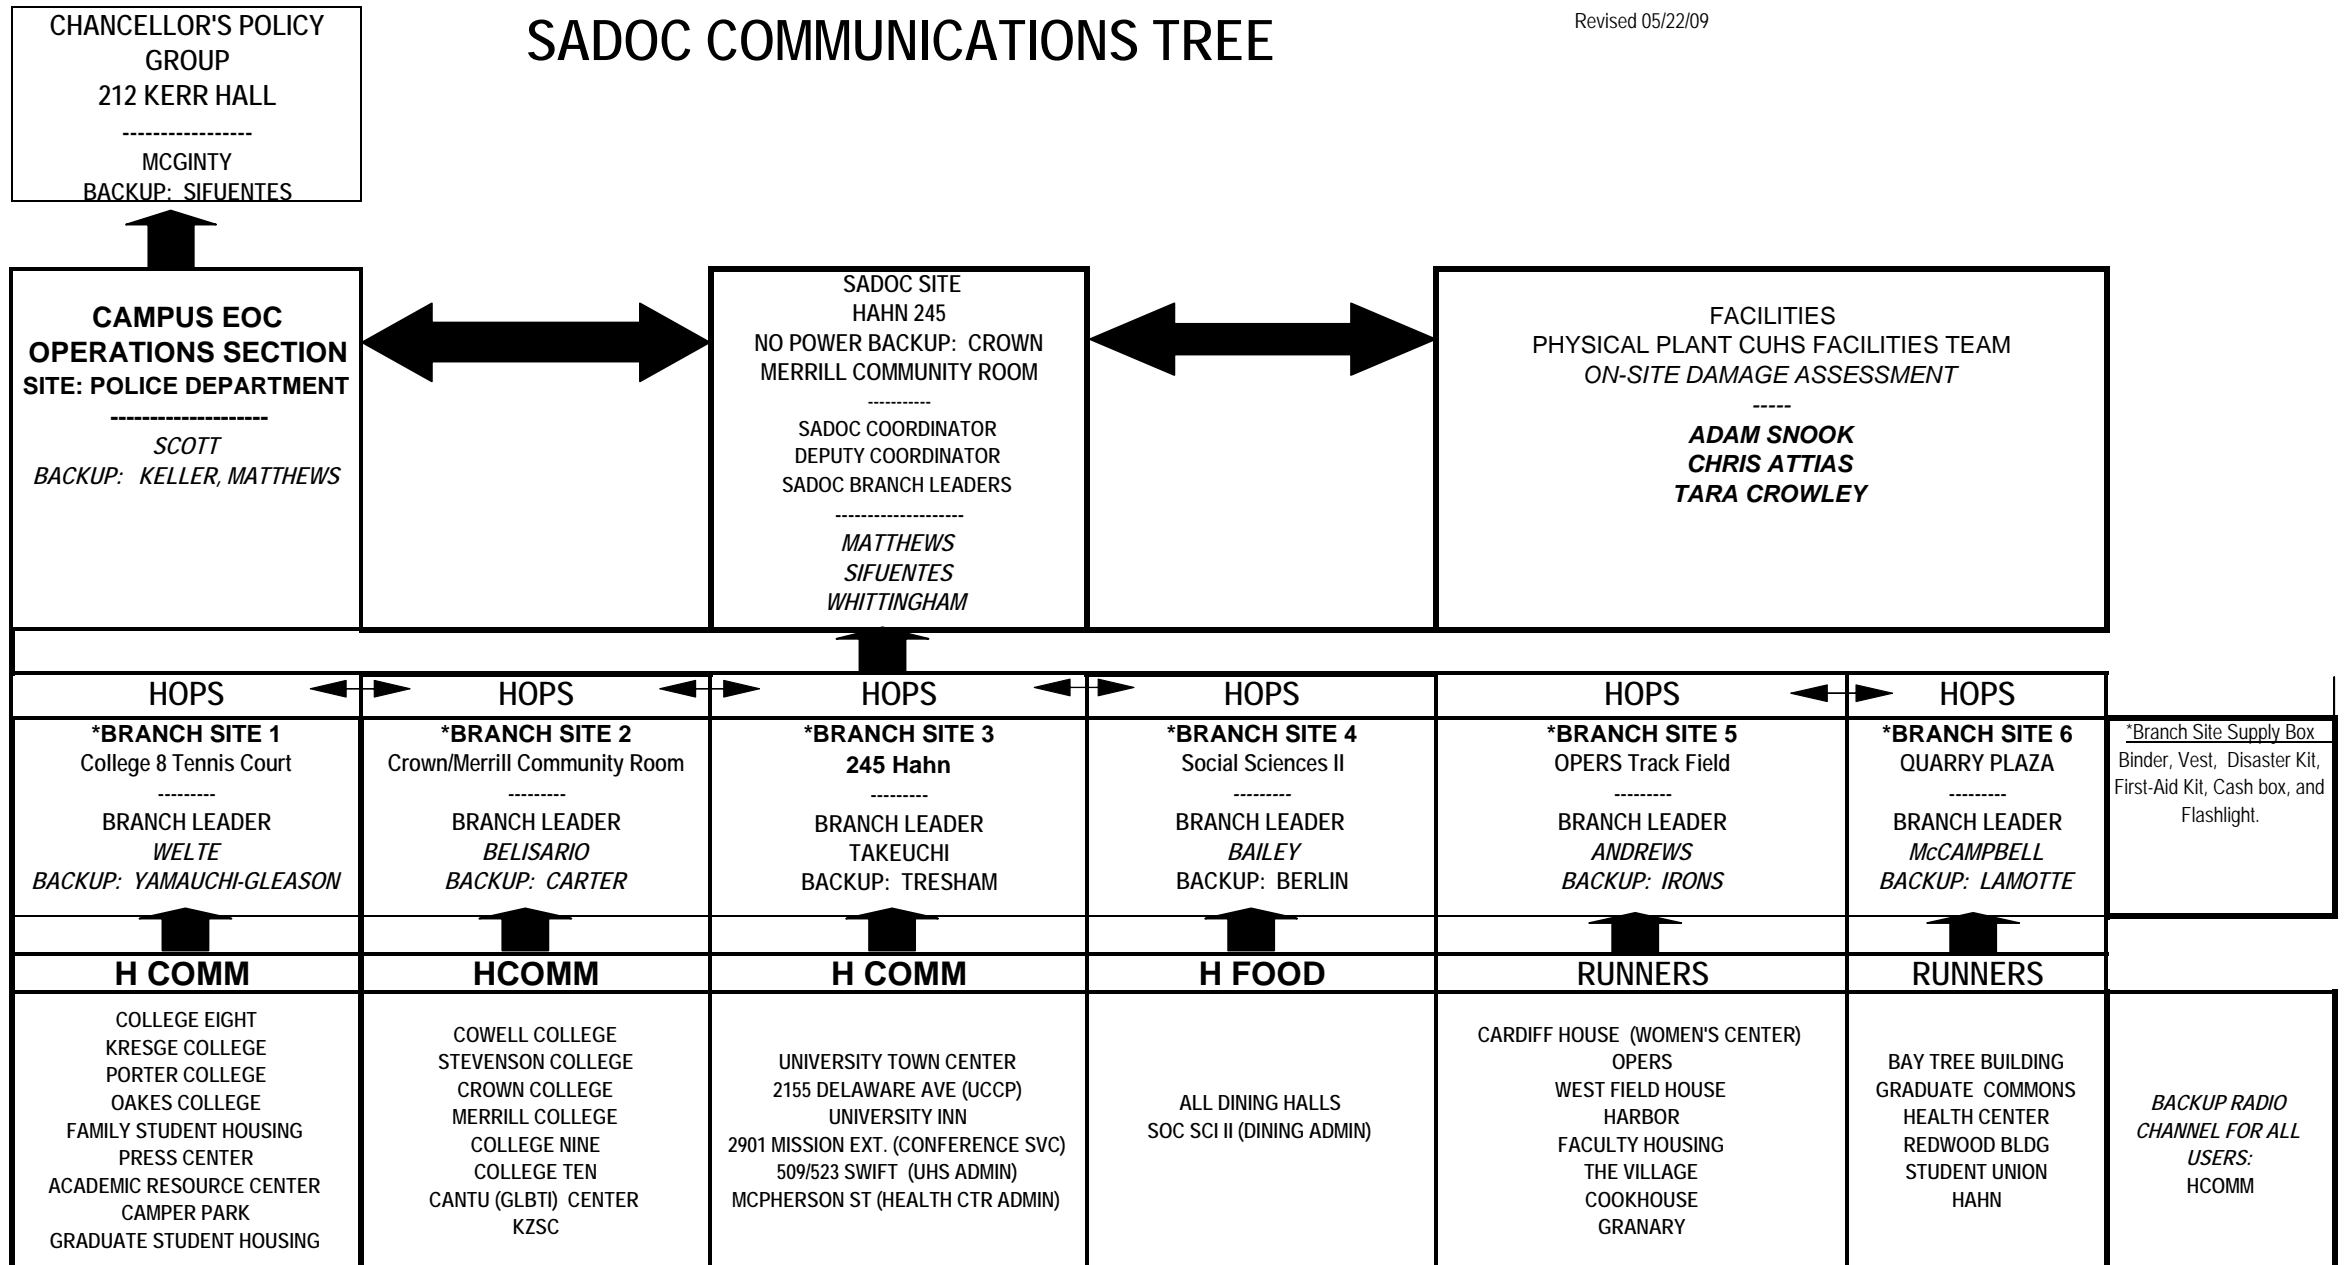 CHANCELLOR'S POLICY
GROUP
212 KERR HALL
-----------------
MCGINTY
BACKUP: SIFUENTES
SADOC COMMUNICATIONS TREE
Revised 05/22/09
CAMPUS EOC
OPERATIONS SECTION
SITE: POLICE DEPARTMENT
--------------------
SCOTT
BACKUP: KELLER, MATTHEWS
SADOC SITE
HAHN 245
NO POWER BACKUP: CROWN
MERRILL COMMUNITY ROOM
-----------
SADOC COORDINATOR
DEPUTY COORDINATOR
SADOC BRANCH LEADERS
--------------------
MATTHEWS
SIFUENTES
WHITTINGHAM
FACILITIES
PHYSICAL PLANT CUHS FACILITIES TEAM
ON-SITE DAMAGE ASSESSMENT
-----
ADAM SNOOK
CHRIS ATTIAS
TARA CROWLEY
HOPS
HOPS
HOPS
HOPS
HOPS
HOPS
*BRANCH SITE 1
College 8 Tennis Court
---------
BRANCH LEADER
WELTE
BACKUP: YAMAUCHI-GLEASON
*BRANCH SITE 2
Crown/Merrill Community Room
---------
BRANCH LEADER
BELISARIO
BACKUP: CARTER
*BRANCH SITE 3
245 Hahn
---------
BRANCH LEADER
TAKEUCHI
BACKUP: TRESHAM
*BRANCH SITE 4
Social Sciences II
---------
BRANCH LEADER
BAILEY
BACKUP: BERLIN
*BRANCH SITE 5
OPERS Track Field
---------
BRANCH LEADER
ANDREWS
BACKUP: IRONS
*BRANCH SITE 6
QUARRY PLAZA
---------
BRANCH LEADER
McCAMPBELL
BACKUP: LAMOTTE
*Branch Site Supply Box
Binder, Vest, Disaster Kit,
First-Aid Kit, Cash box, and
Flashlight.
H COMM
HCOMM
H COMM
H FOOD
RUNNERS
RUNNERS
COLLEGE EIGHT
KRESGE COLLEGE
PORTER COLLEGE
OAKES COLLEGE
FAMILY STUDENT HOUSING
PRESS CENTER
ACADEMIC RESOURCE CENTER
CAMPER PARK
GRADUATE STUDENT HOUSING
COWELL COLLEGE
STEVENSON COLLEGE
CROWN COLLEGE
MERRILL COLLEGE
COLLEGE NINE
COLLEGE TEN
CANTU (GLBTI) CENTER
KZSC
UNIVERSITY TOWN CENTER
2155 DELAWARE AVE (UCCP)
UNIVERSITY INN
2901 MISSION EXT. (CONFERENCE SVC)
509/523 SWIFT (UHS ADMIN)
MCPHERSON ST (HEALTH CTR ADMIN)
ALL DINING HALLS
SOC SCI II (DINING ADMIN)
CARDIFF HOUSE (WOMEN'S CENTER)
OPERS
WEST FIELD HOUSE
HARBOR
FACULTY HOUSING
THE VILLAGE
COOKHOUSE
GRANARY
BAY TREE BUILDING
GRADUATE COMMONS
HEALTH CENTER
REDWOOD BLDG
STUDENT UNION
HAHN
BACKUP RADIO
CHANNEL FOR ALL
USERS:
HCOMM